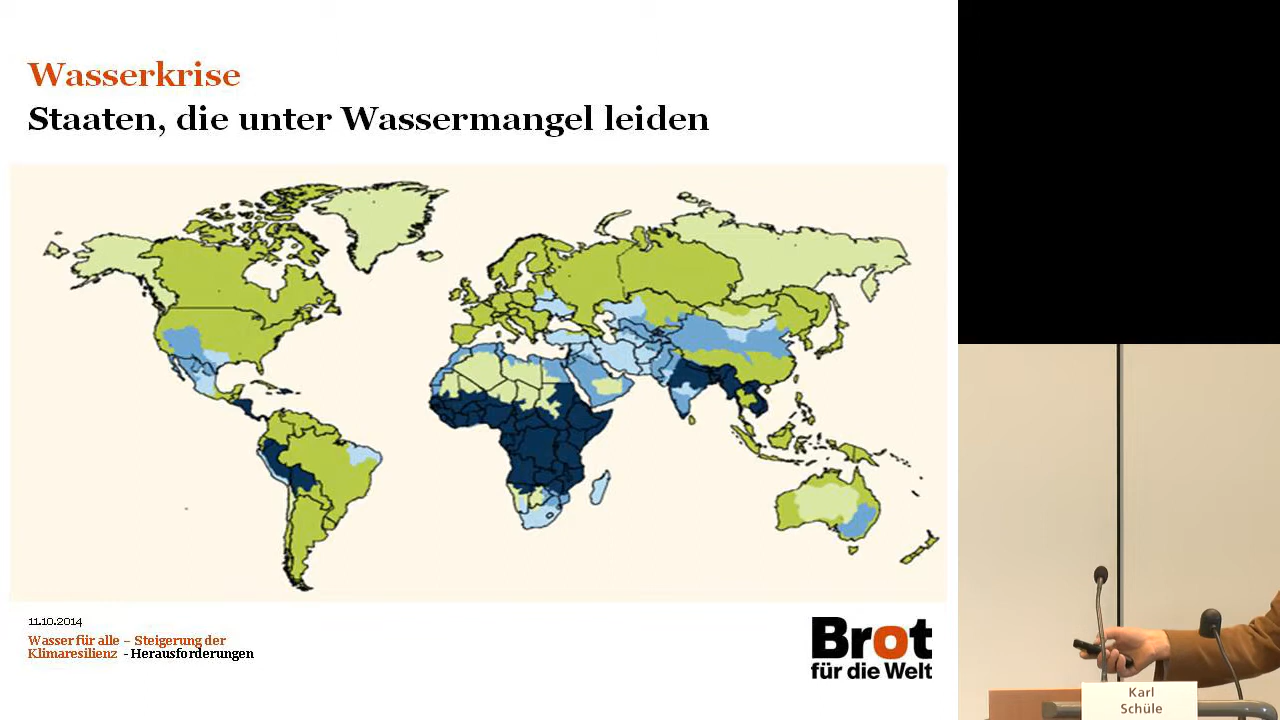 Wasserkrise
Staaten, die unter Wassermangel leiden
11.10.2014
Wasser für alle – Steigerung der
Klimaresilienz - Herausforderungen
Brot
für die Welt
Karl
Schüle